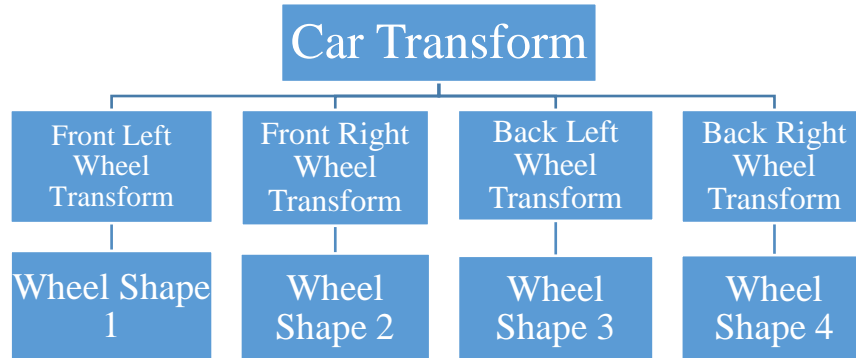 Car Transform
Front Left
Wheel
Transform
Front Right
Wheel
Transform
Back Left
Wheel
Transform
Back Right
Wheel
Transform
Wheel Shape
1
Wheel
Shape 2
Wheel
Shape 3
Wheel
Shape 4